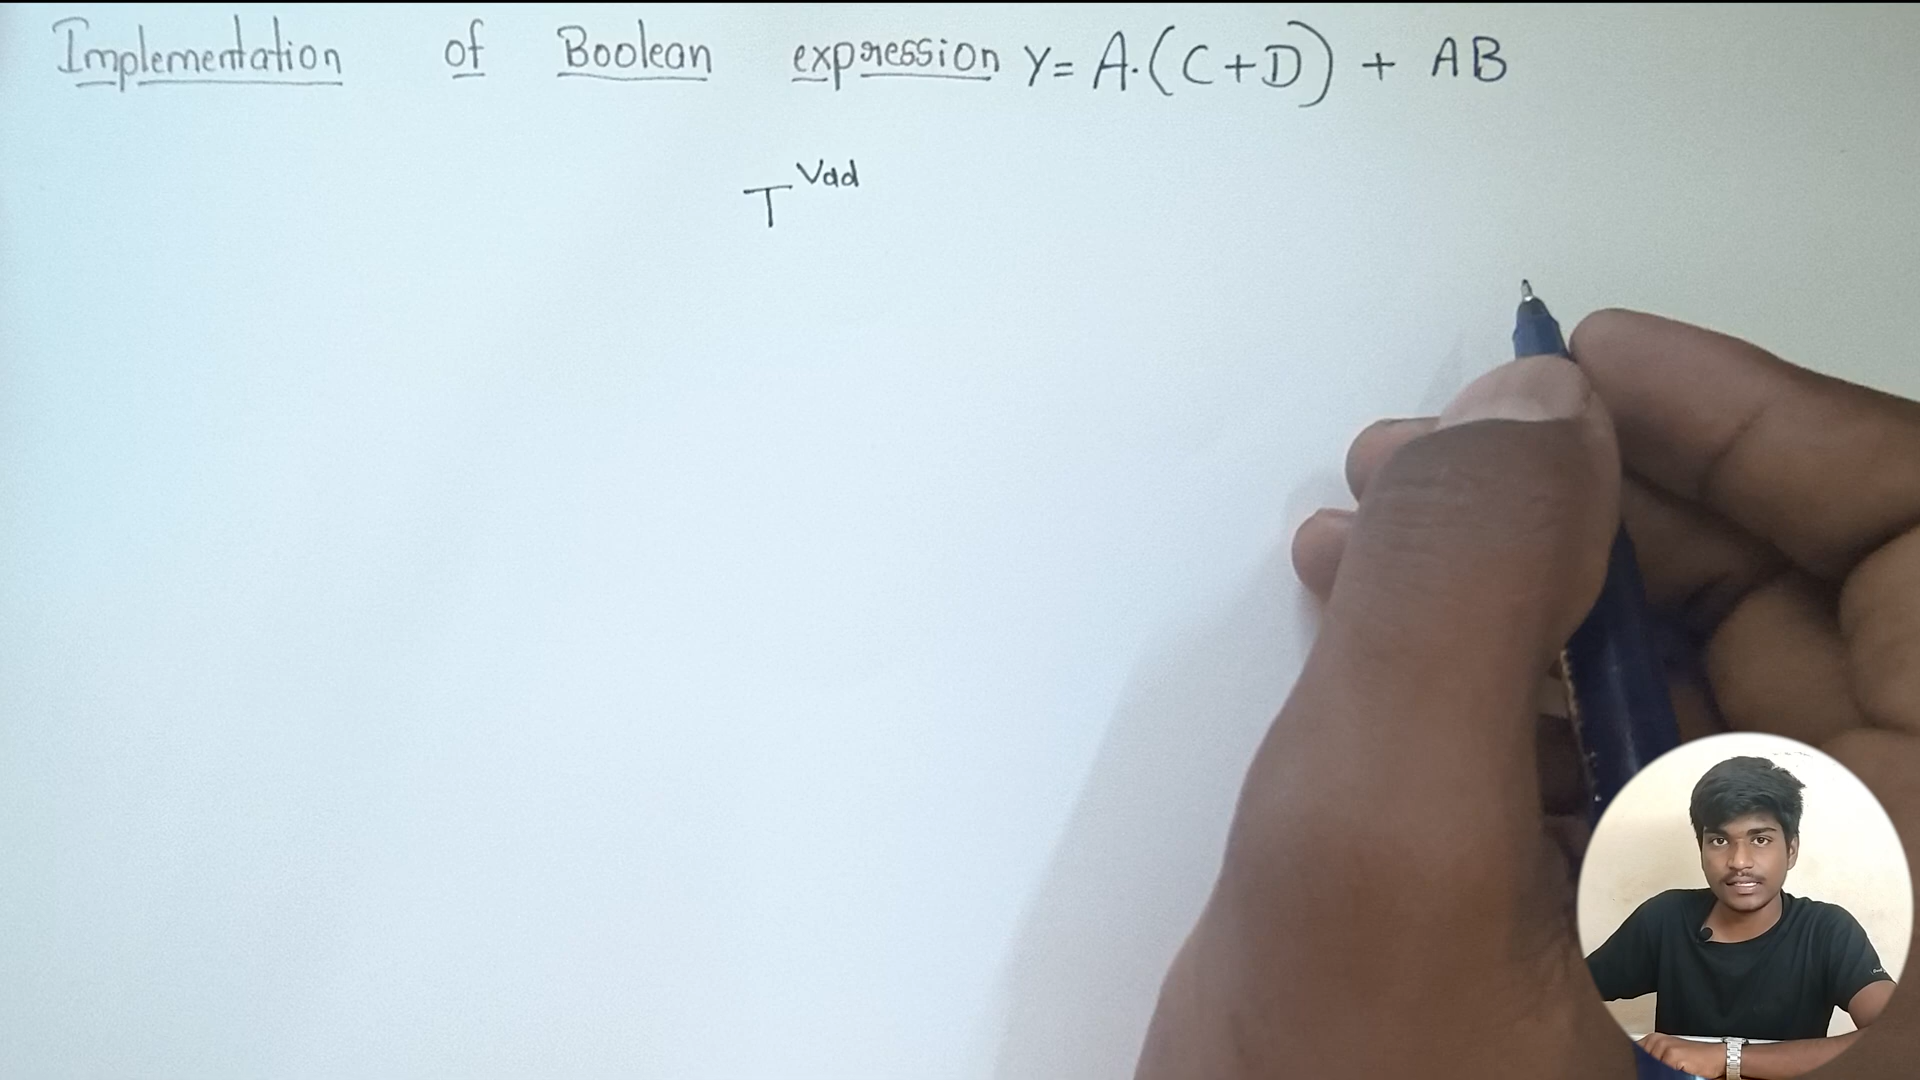 Implementation of Boolean expression Y= A.(C+D) + AB
Vdd